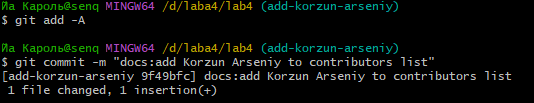 Йа Кароль@senq MINGW64 /d/laba4/lab4 (add-korzun-arseniy)
$ git add -A
Йа Кароль@senq MINGW64 /d/laba4/lab4 (add-korzun-arseniy)
$ git commit -m "docs:add Korzun Arseniy to contributors list"
[add-korzun-arseniy 9f49bfc] docs:add Korzun Arseniy to contributors list
 1 file changed, 1 insertion(+)